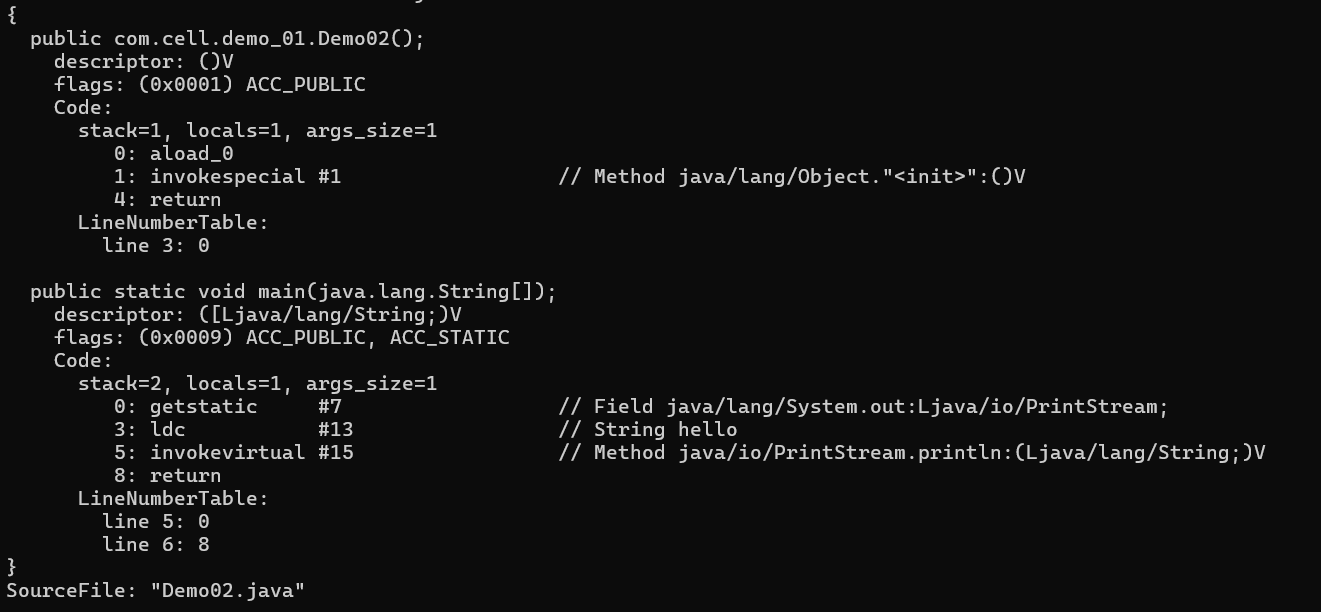 {
  public com.cell.demo_01.Demo02();
    descriptor: ()V
    flags: (0x0001) ACC_PUBLIC
    Code:
      stack=1, locals=1, args_size=1
         0: aload_0
         1: invokespecial #1                  // Method java/lang/Object."<init>":()V
         4: return
      LineNumberTable:
        line 3: 0

  public static void main(java.lang.String[]);
    descriptor: ([Ljava/lang/String;)V
    flags: (0x0009) ACC_PUBLIC, ACC_STATIC
    Code:
      stack=2, locals=1, args_size=1
         0: getstatic     #7                  // Field java/lang/System.out:Ljava/io/PrintStream;
         3: ldc           #13                 // String hello
         5: invokevirtual #15                 // Method java/io/PrintStream.println:(Ljava/lang/String;)V
         8: return
      LineNumberTable:
        line 5: 0
        line 6: 8
}
SourceFile: "Demo02.java"